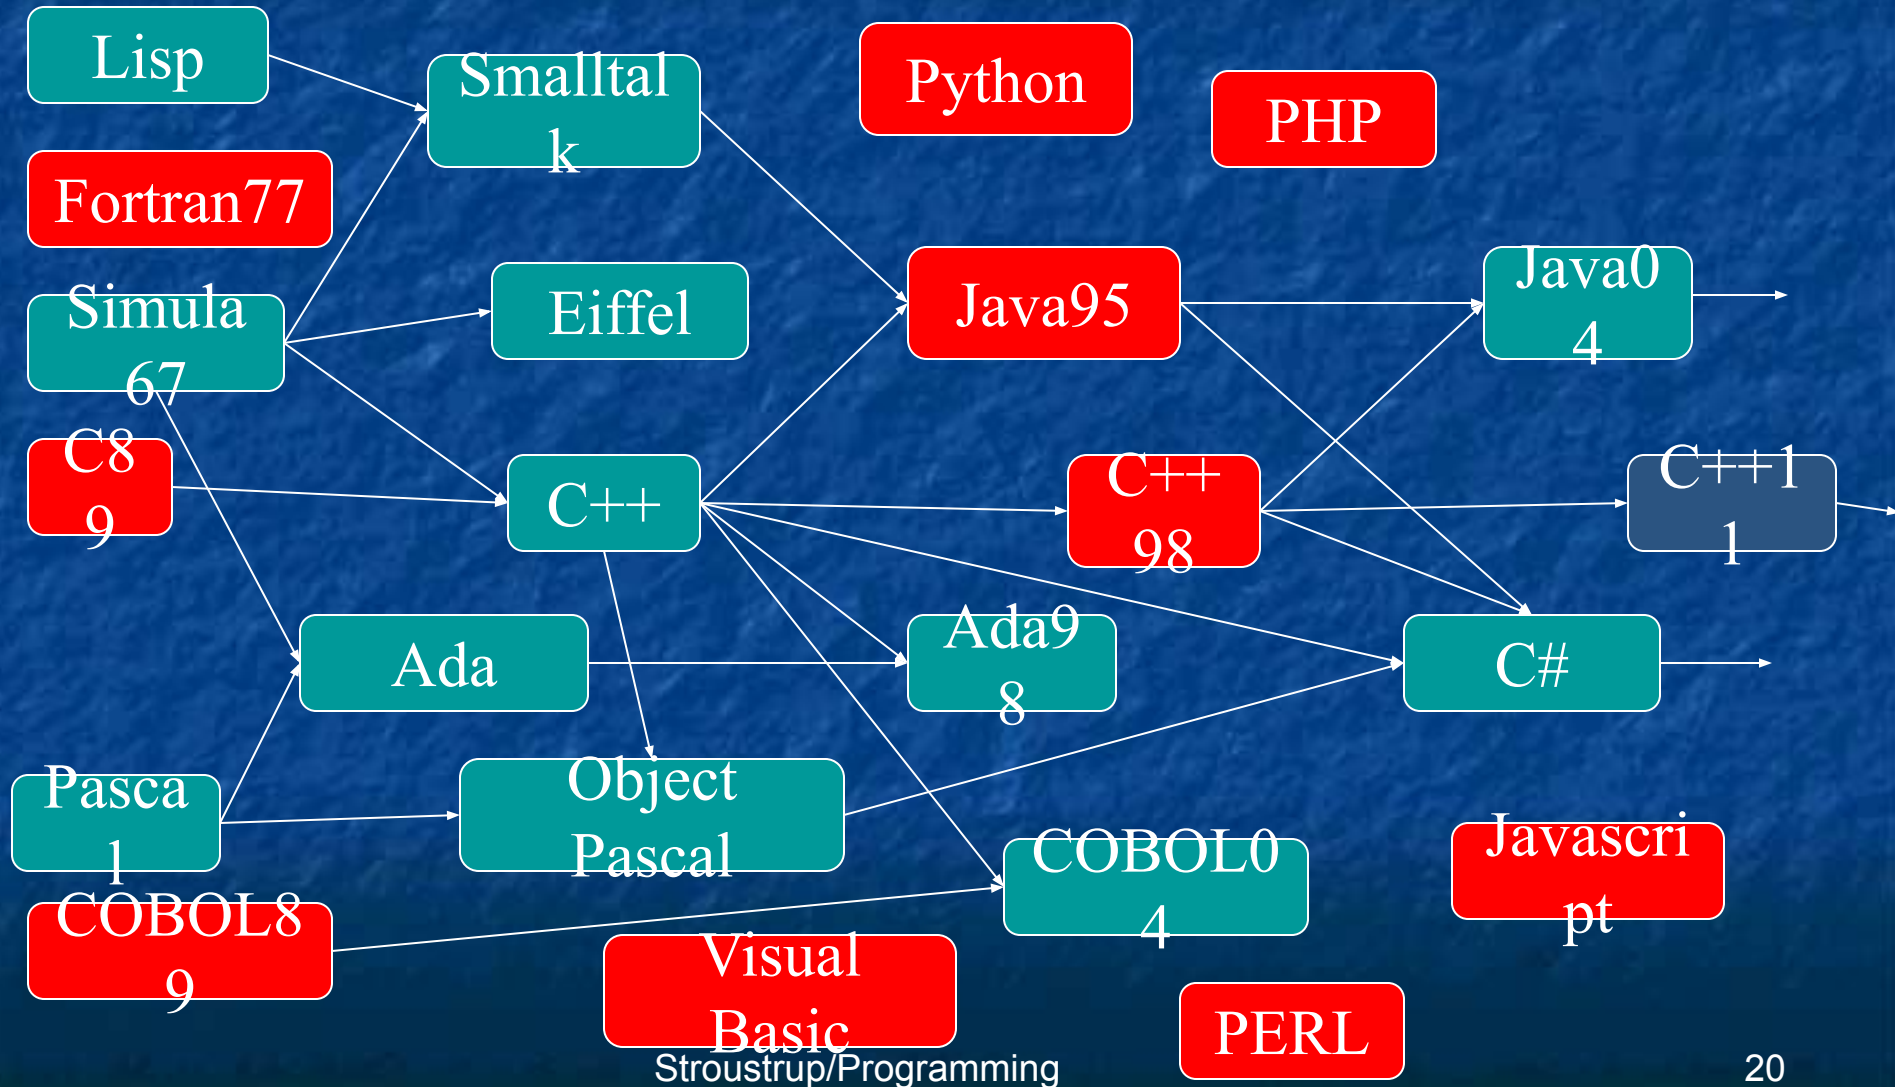 Lisp
Smalltal
k
Python
PHP
Fortran77
Simula
67
Eiffel
Java95
Java0
4
C8
9
C++
C++
98
C++1
1
Ada
Ada9
8
C#
Pasca
l
Object
Pascal
COBOL0
4
Javascri
pt
COBOL8
9
Visual
Basic
PERL
Stroustrup/Programming
20